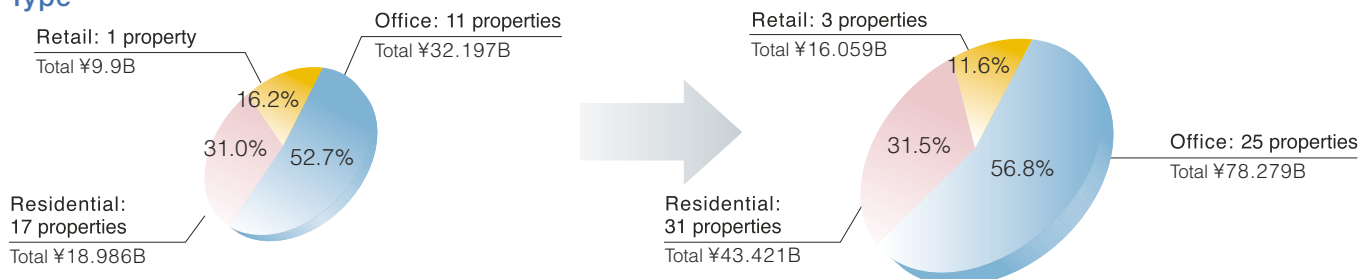 Type
Retail: 1 property
Total ¥9.9B
Office: 11 properties
Total ¥32.197B
16.2%
31.0%
52.7%
Residential:
17 properties
Total ¥18.986B
Retail: 3 properties
Total ¥16.059B
11.6%
31.5%
56.8%
Office: 25 properties
Total ¥78.279B
Residential:
31 properties
Total ¥43.421B